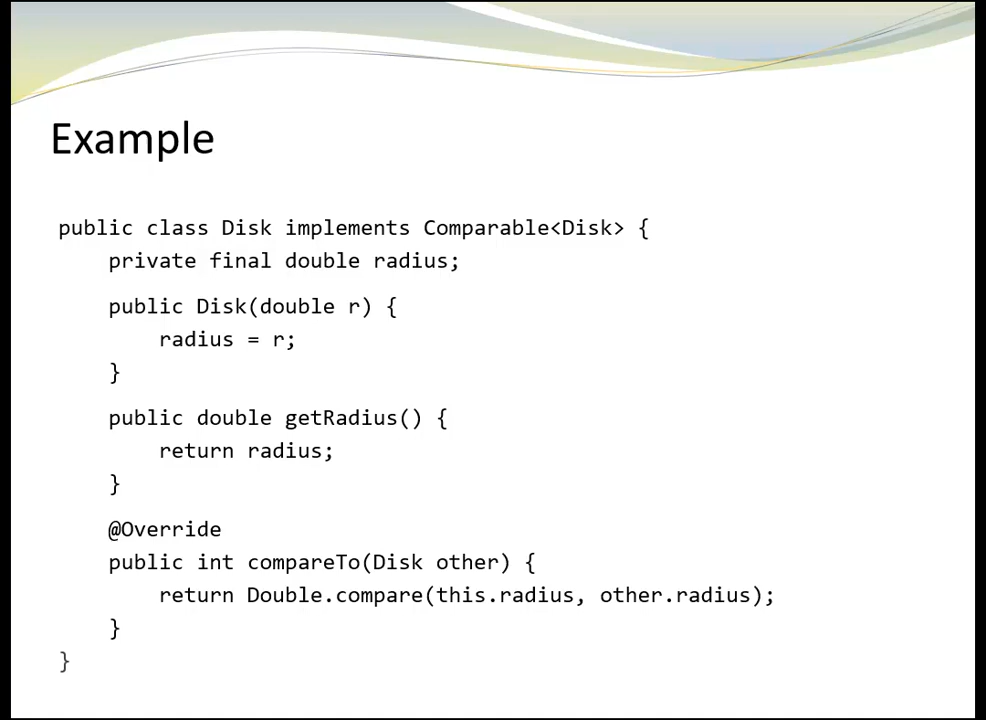 Example
public class Disk implements Comparable<Disk> {
    private final double radius;
    public Disk(double r) {
        radius = r;
    }
    public double getRadius() {
        return radius;
    }
    @Override
    public int compareTo(Disk other) {
        return Double.compare(this.radius, other.radius);
    }
}